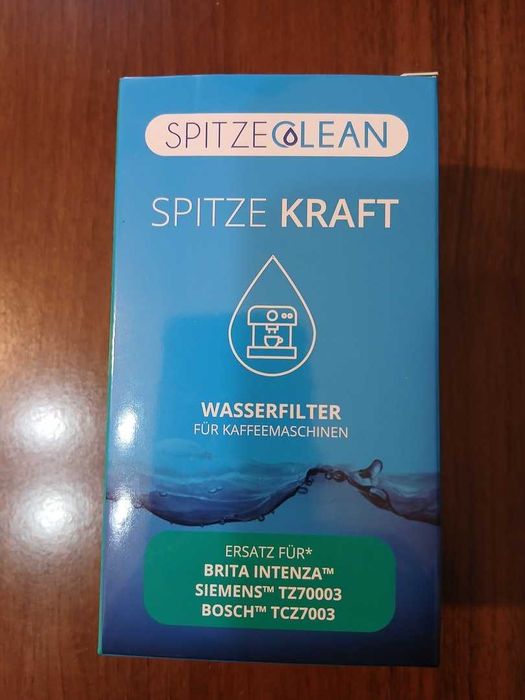 SPITZECLEAN
SPITZE KRAFT
WASSERFILTER
FÜR KAFFEEMASCHINEN
ERSATZ FÜR*
BRITA INTENZA™
SIEMENS™ TZ70003
BOSCH™ TCZ7003